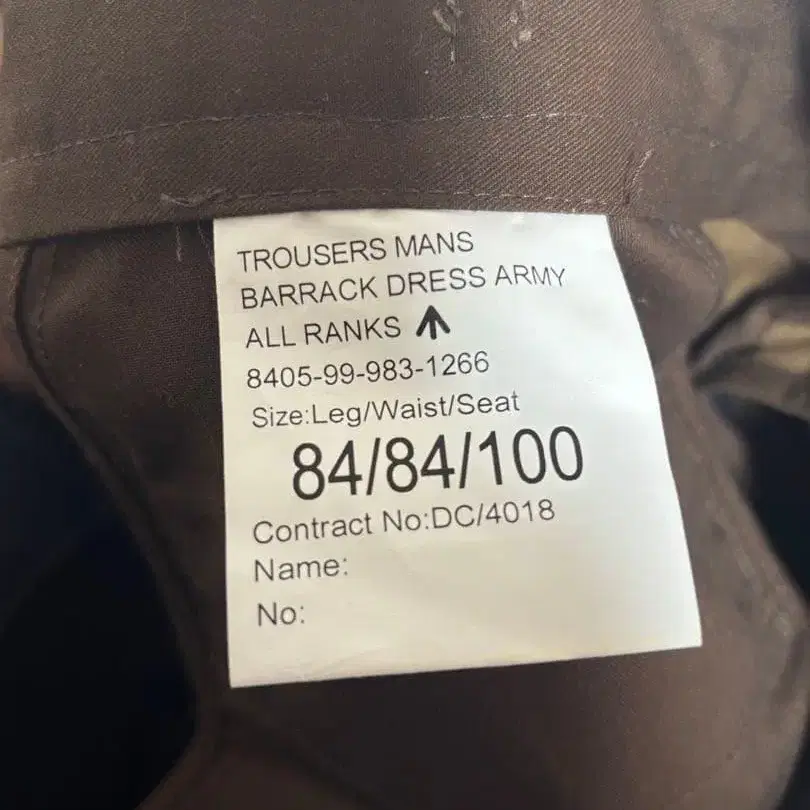 TROUSERS MANS
BARRACK DRESS ARMY
ALL RANKS
8405-99-983-1266
Size:Leg/Waist/Seat
84/84/100
Contract No:DC/4018
Name:
No: